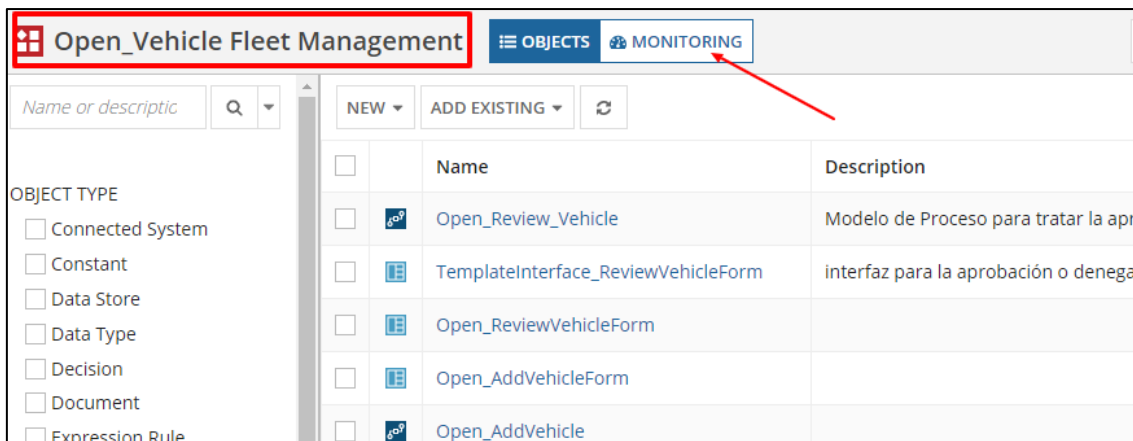 Open_Vehicle Fleet Management
OBJECTS
MONITORING
Name or descriptic
NEW
ADD EXISTING
OBJECT TYPE
Connected System
Constant
Data Store
Data Type
Decision
Document
Expression Rule
Name Description
Open_Review_Vehicle Modelo de Proceso para tratar la apr
TemplateInterface_ReviewVehicleForm interfaz para la aprobación o denega
Open_ReviewVehicleForm
Open_AddVehicleForm
Open_AddVehicle